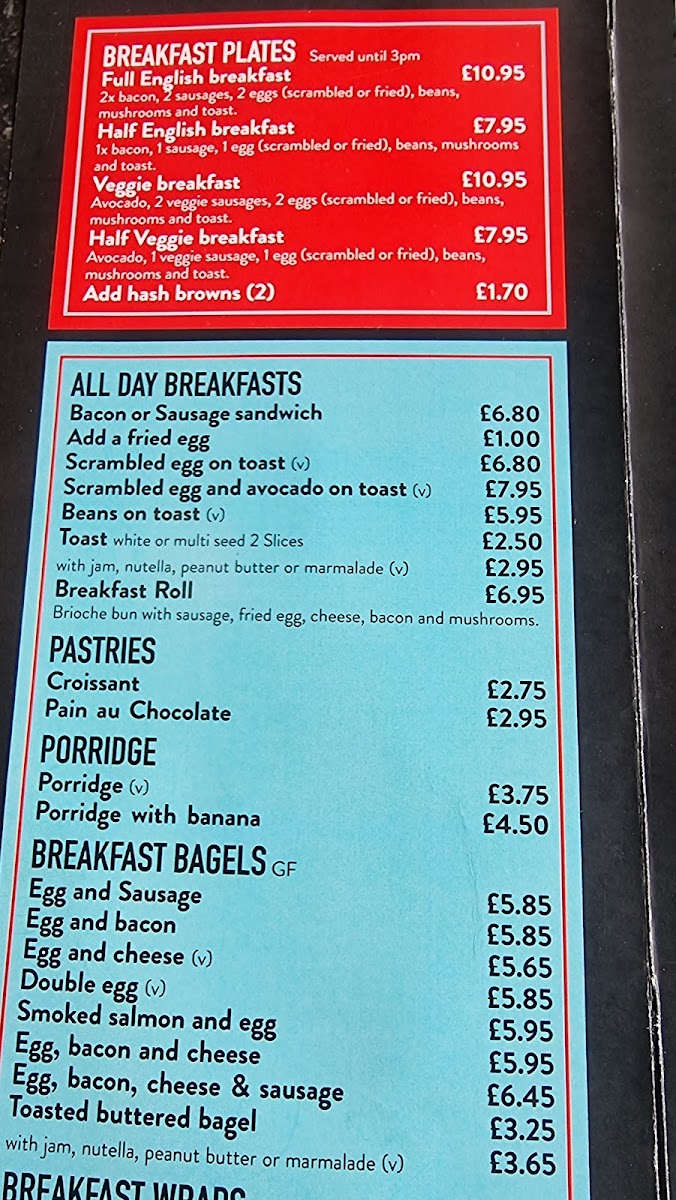 BREAKFAST PLATES Served until 3pm
Full English breakfast £10.95
2x bacon, 2 sausages, 2 eggs (scrambled or fried), beans,
mushrooms and toast.
Half English breakfast £7.95
1x bacon, 1 sausage, 1 egg (scrambled or fried), beans, mushrooms
and toast.
Veggie breakfast £10.95
Avocado, 2 veggie sausages, 2 eggs (scrambled or fried), beans,
mushrooms and toast.
Half Veggie breakfast £7.95
Avocado, 1 veggie sausage, 1 egg (scrambled or fried), beans,
mushrooms and toast.
Add hash browns (2) £1.70
ALL DAY BREAKFASTS
Bacon or Sausage sandwich £6.80
Add a fried egg £1.00
Scrambled egg on toast (v) £6.80
Scrambled egg and avocado on toast (v) £7.95
Beans on toast (v) £5.95
Toast white or multi seed 2 Slices £2.50
with jam, nutella, peanut butter or marmalade (v) £2.95
Breakfast Roll £6.95
Brioche bun with sausage, fried egg, cheese, bacon and mushrooms.
PASTRIES
Croissant £2.75
Pain au Chocolate £2.95
PORRIDGE
Porridge (v) £3.75
Porridge with banana £4.50
BREAKFAST BAGELS GF
Egg and Sausage £5.85
Egg and bacon £5.85
Egg and cheese (v) £5.65
Double egg (v) £5.85
Smoked salmon and egg £5.95
Egg, bacon and cheese £5.95
Egg, bacon, cheese & sausage £6.45
Toasted buttered bagel £3.25
with jam, nutella, peanut butter or marmalade (v) £3.65
BREAKFAST WRAPS